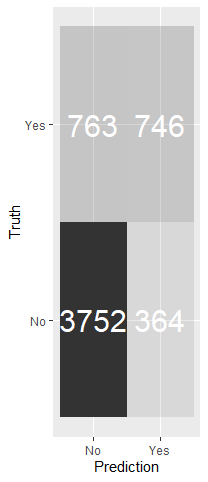 Yes
763 746
Truth
No
3752 364
No Yes
Prediction